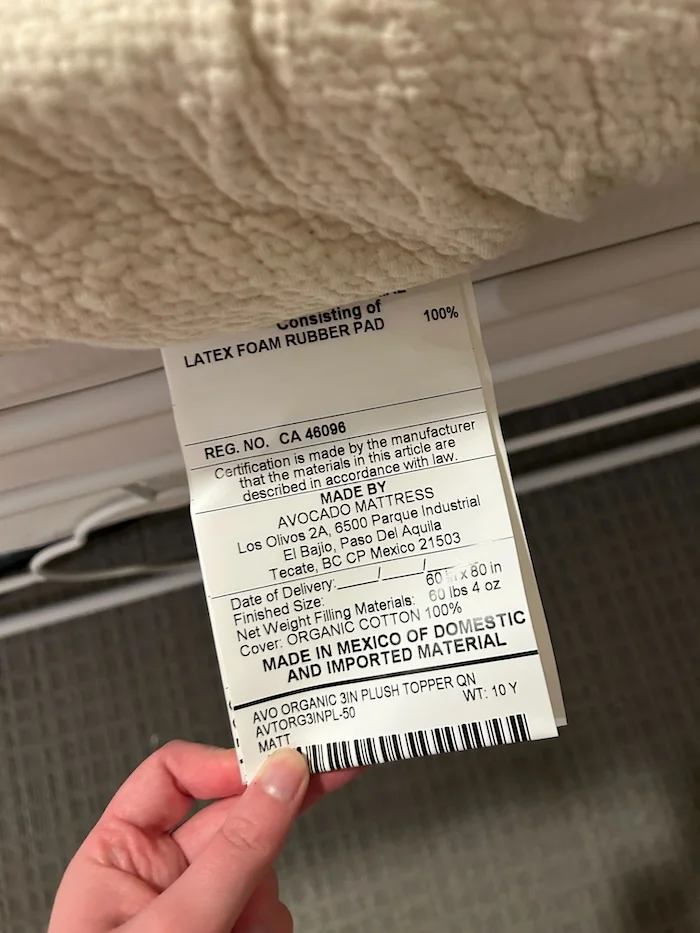 Consisting of
LATEX FOAM RUBBER PAD 100%
REG. NO. CA 46096
Certification is made by the manufacturer
that the materials in this article are
described in accordance with law.
MADE BY
AVOCADO MATTRESS
Los Olivos 2A, 6500 Parque Industrial
El Bajio, Paso Del Aquila
Tecate, BC CP Mexico 21503
Date of Delivery:___/___/___
Finished Size: 60 in x 80 in
Net Weight Filling Materials: 60 lbs 4 oz
Cover: ORGANIC COTTON 100%
MADE IN MEXICO OF DOMESTIC
AND IMPORTED MATERIAL
AVO ORGANIC 3IN PLUSH TOPPER QN
AVTORG3INPL-50 WT: 10 Y
MATT